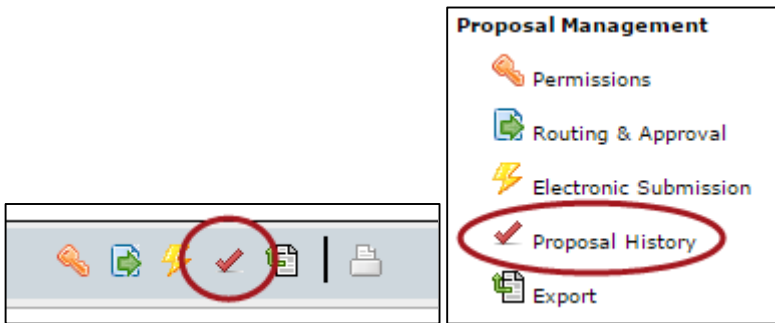 Proposal Management
Permissions
Routing & Approval
Electronic Submission
Proposal History
Export